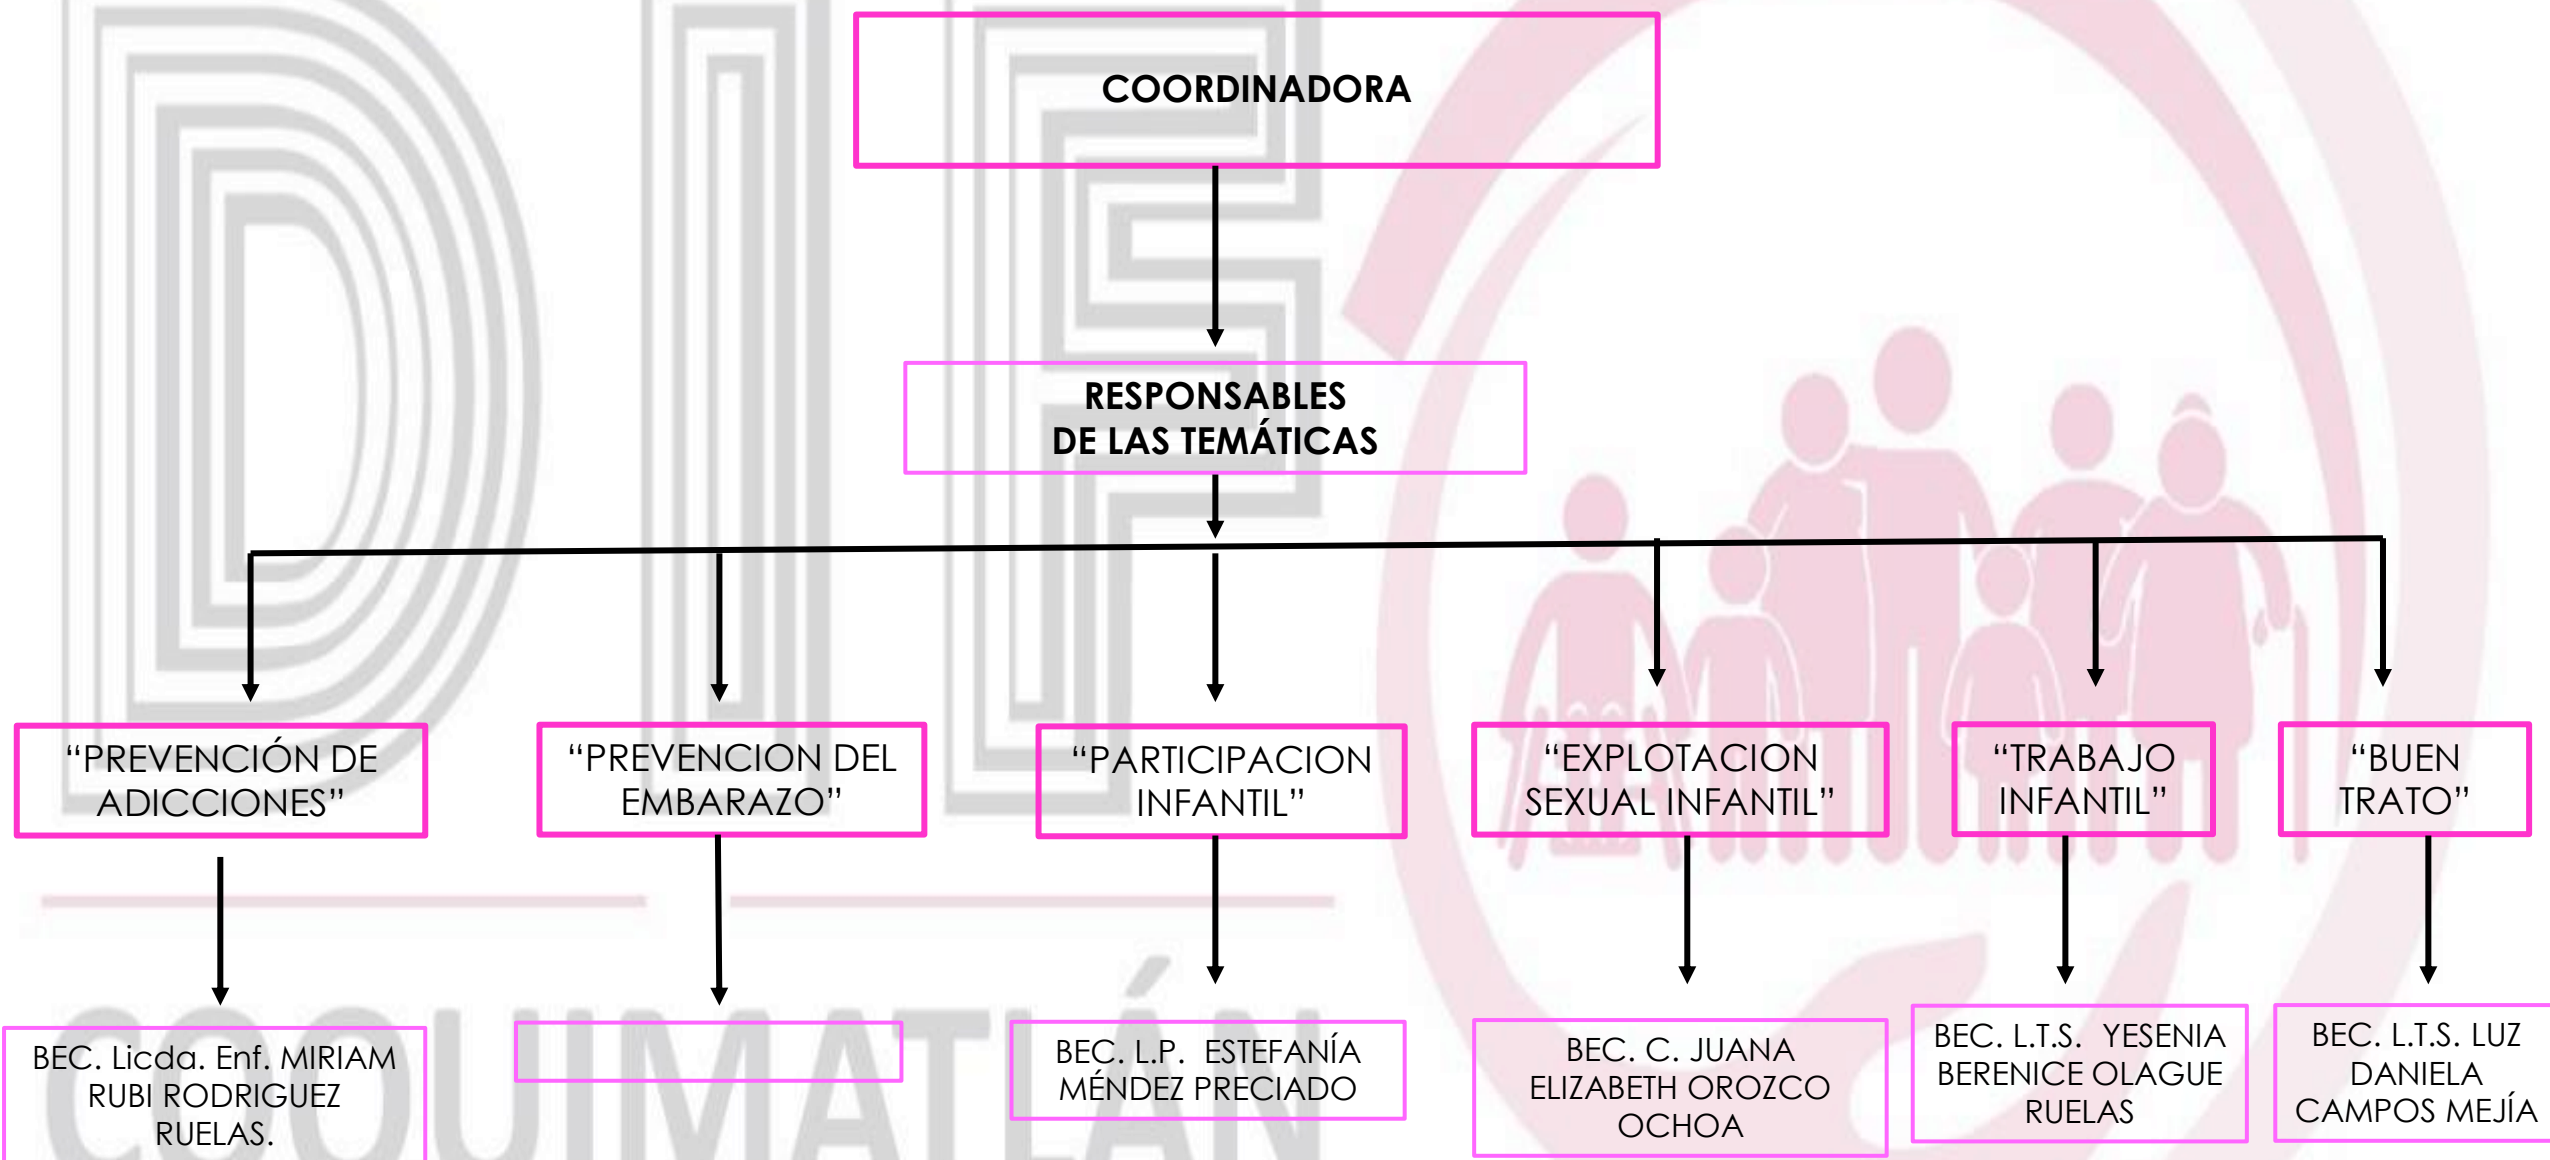 DIF
COORDINADORA
RESPONSABLES
DE LAS TEMÁTICAS
“PREVENCIÓN DE
ADICCIONES”
“PREVENCION DEL
EMBARAZO”
“PARTICIPACION
INFANTIL”
“EXPLOTACION
SEXUAL INFANTIL”
“TRABAJO
INFANTIL”
“BUEN
TRATO”
BEC. Licda. Enf. MIRIAM
RUBI RODRIGUEZ
RUELAS.
BEC. L.P. ESTEFANÍA
MÉNDEZ PRECIADO
BEC. C. JUANA
ELIZABETH OROZCO
OCHOA
BEC. L.T.S. YESENIA
BERENICE OLAGUE
RUELAS
BEC. L.T.S. LUZ
DANIELA
CAMPOS MEJÍA
COQUIMATLÁN